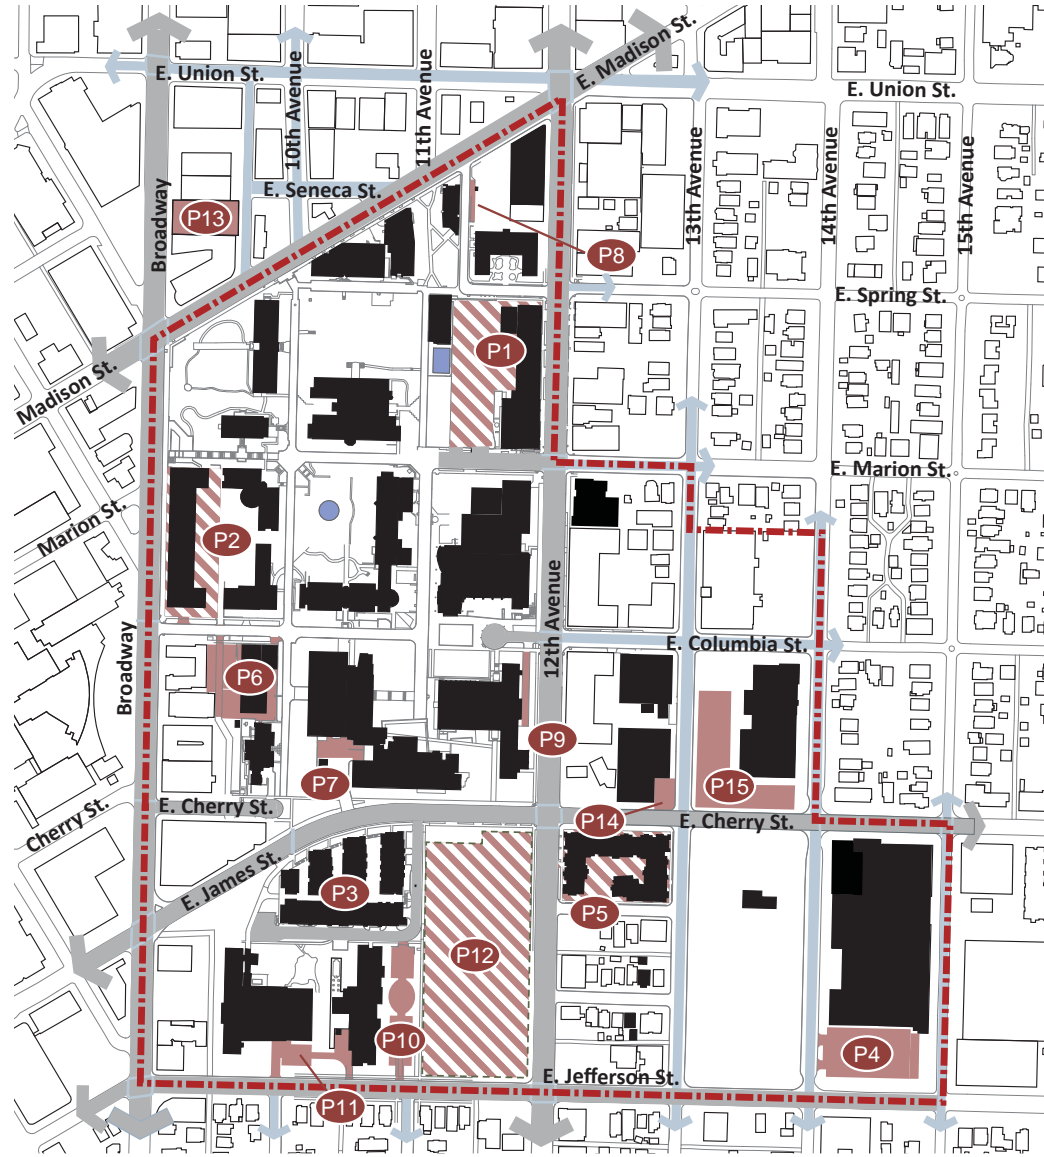 E. Madison St.
E. Union St.
E. Union St.
10th Avenue
11th Avenue
13th Avenue
14th Avenue
15th Avenue
E. Seneca St.
P13
Broadway
P8
E. Spring St.
P1
Madison St.
E. Marion St.
Marion St.
P2
12th Avenue
E. Columbia St.
Broadway
P6
P9
P7
P15
E. Cherry St.
Cherry St.
P14
E. Cherry St.
E. James St.
P3
P5
P12
P10
P4
E. Jefferson St.
P11